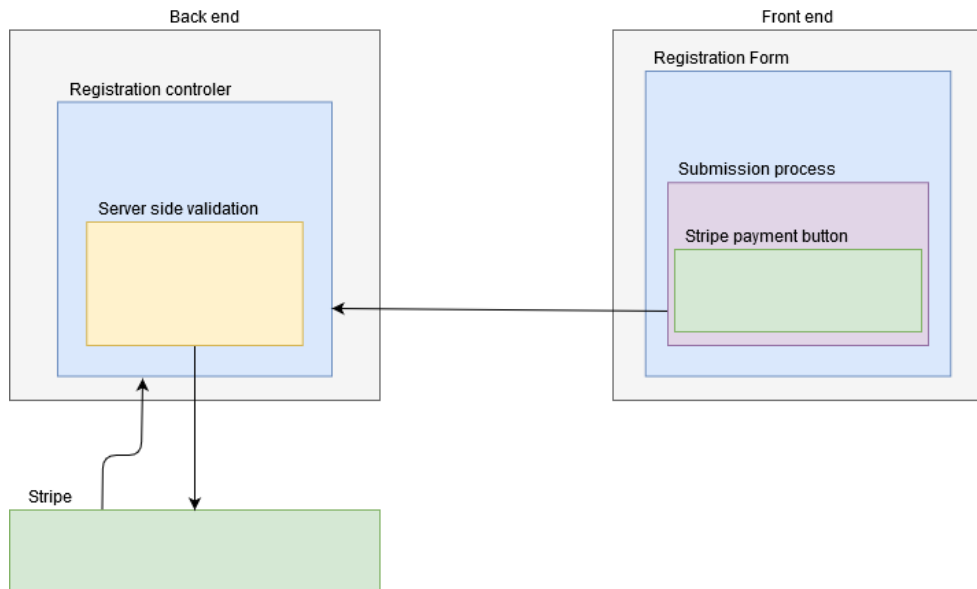 Back end
Front end
Registration Form
Registration controler
Submission process
Server side validation
Stripe payment button
Stripe